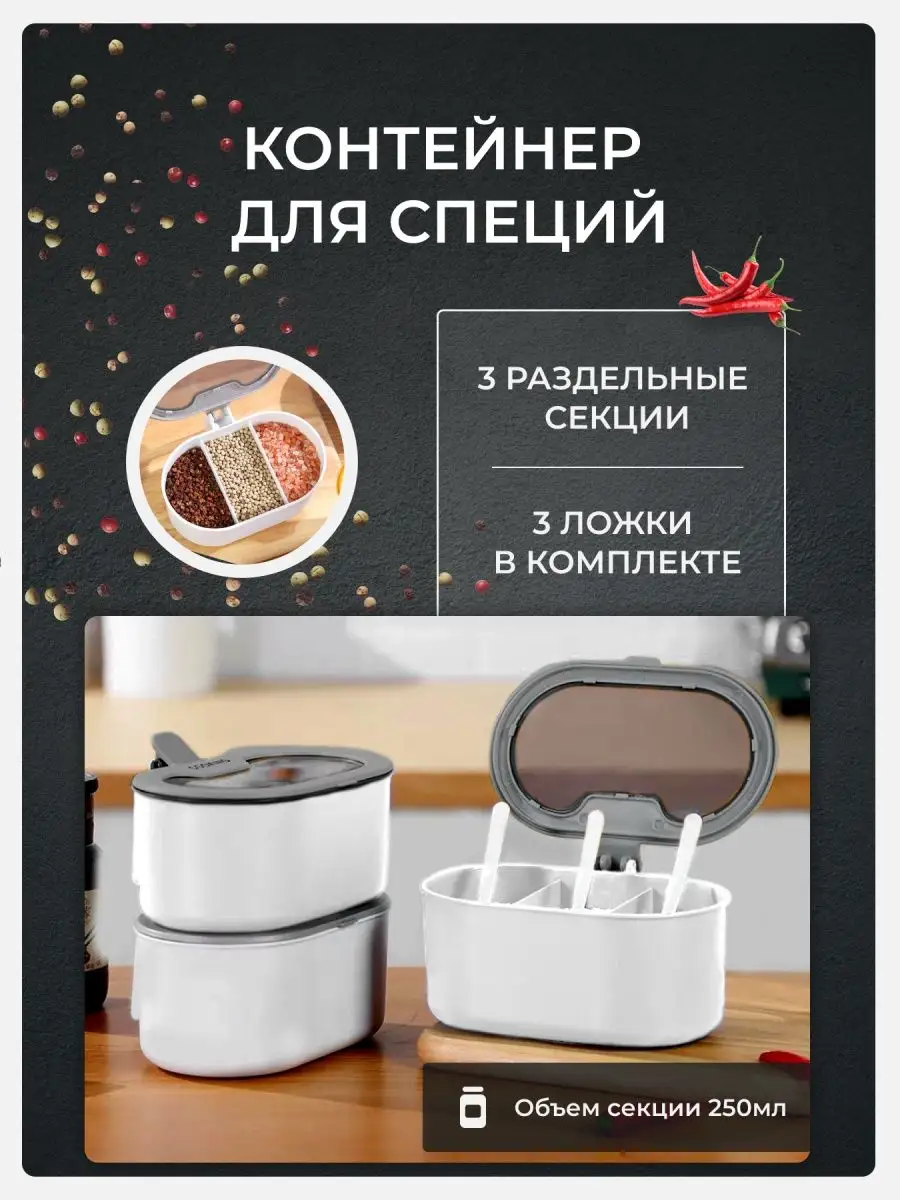 КОНТЕЙНЕР
ДЛЯ СПЕЦИЙ
3 РАЗДЕЛЬНЫЕ
СЕКЦИИ
3 ЛОЖКИ
В КОМПЛЕКТЕ
Объем секции 250мл